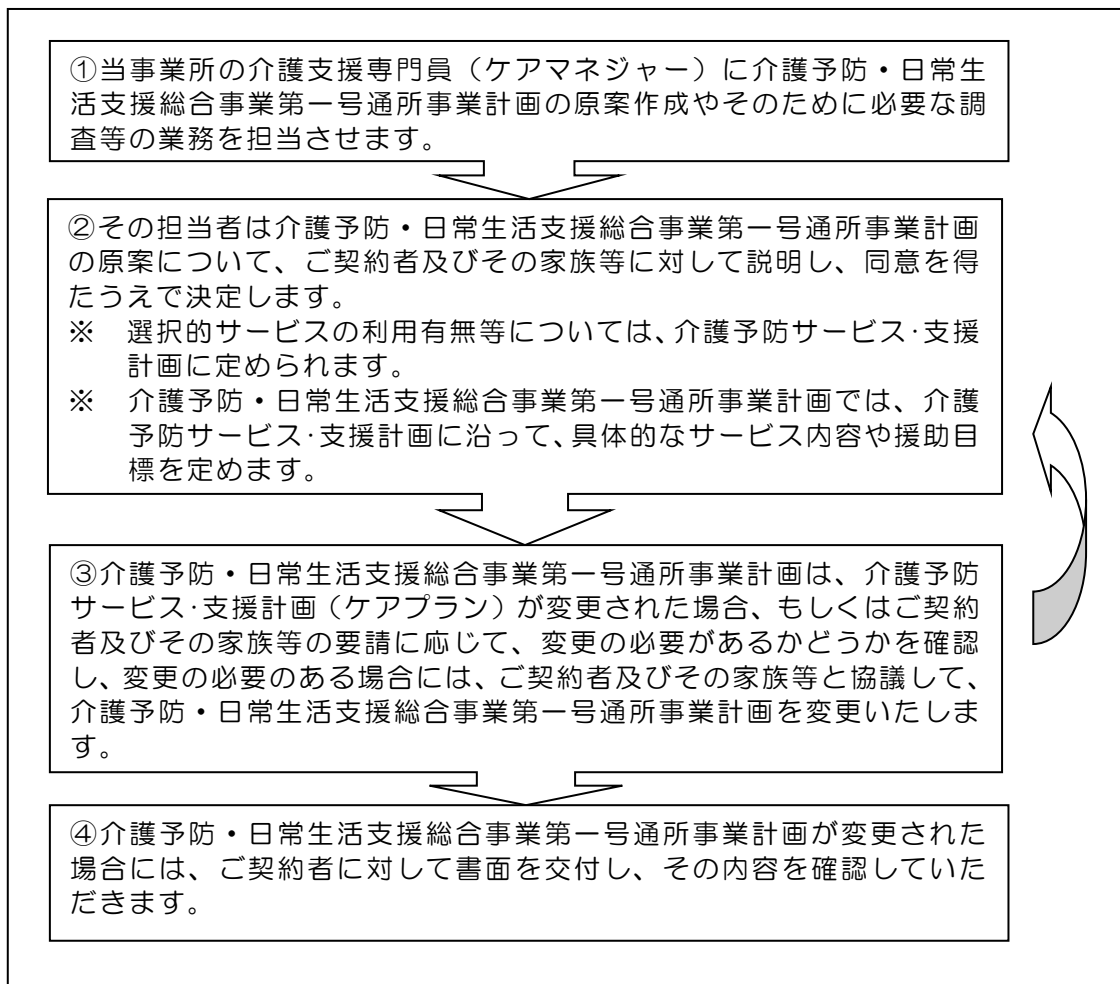 ①当事業所の介護支援専門員（ケアマネジャー）に介護予防・日常生
活支援総合事業第一号通所事業計画の原案作成やそのために必要な調
査等の業務を担当させます。
②その担当者は介護予防・日常生活支援総合事業第一号通所事業計画
の原案について、ご契約者及びその家族等に対して説明し、同意を得
たうえで決定します。
※　選択的サービスの利用有無等については、介護予防サービス･支援
計画に定められます。
※　介護予防・日常生活支援総合事業第一号通所事業計画では、介護
予防サービス･支援計画に沿って、具体的なサービス内容や援助目
標を定めます。
③介護予防・日常生活支援総合事業第一号通所事業計画は、介護予防
サービス･支援計画（ケアプラン）が変更された場合、もしくはご契約
者及びその家族等の要請に応じて、変更の必要があるかどうかを確認
し、変更の必要のある場合には、ご契約者及びその家族等と協議して、
介護予防・日常生活支援総合事業第一号通所事業計画を変更いたしま
す。
④介護予防・日常生活支援総合事業第一号通所事業計画が変更された
場合には、ご契約者に対して書面を交付し、その内容を確認していた
だきます。